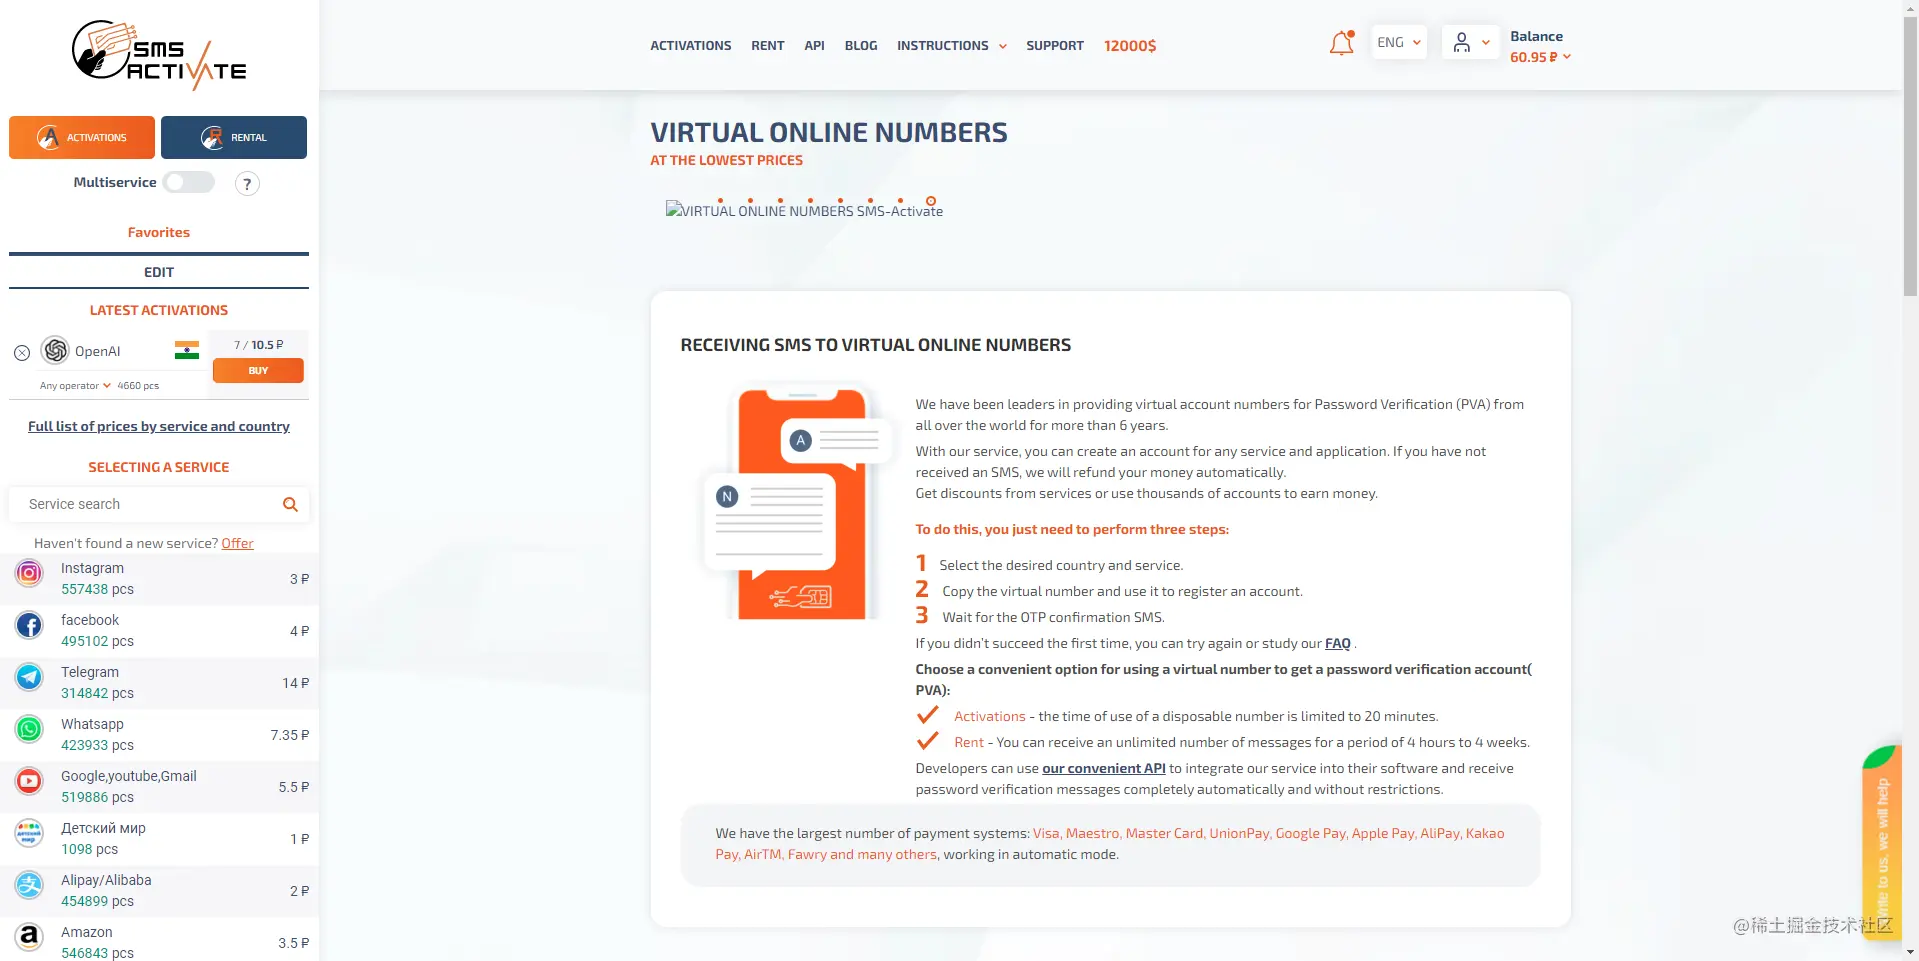 SMS
ACTIVATE
ACTIVATIONS
RENT
API
BLOG
INSTRUCTIONS
SUPPORT
12000$
ENG
Balance
60.95 ₽
ACTIVATIONS
RENTAL
Multiservice
?
Favorites
EDIT
LATEST ACTIVATIONS
OpenAI
7 / 10.5 ₽
BUY
Any operator
4660 pcs
Full list of prices by service and country
SELECTING A SERVICE
Service search
Haven't found a new service? Offer
Instagram
557438 pcs
3 ₽
facebook
495102 pcs
4 ₽
Telegram
314842 pcs
14 ₽
Whatsapp
423933 pcs
7.35 ₽
Google,youtube,Gmail
519886 pcs
5.5 ₽
детский
мир
Детский мир
1098 pcs
1 ₽
支
Alipay/Alibaba
454899 pcs
2 ₽
a
Amazon
546843 pcs
3.5 ₽
VIRTUAL ONLINE NUMBERS
AT THE LOWEST PRICES
VIRTUAL ONLINE NUMBERS SMS-Activate
RECEIVING SMS TO VIRTUAL ONLINE NUMBERS
A
N
We have been leaders in providing virtual account numbers for Password Verification (PVA) from
all over the world for more than 6 years.
With our service, you can create an account for any service and application. If you have not
received an SMS, we will refund your money automatically.
Get discounts from services or use thousands of accounts to earn money.
To do this, you just need to perform three steps:
1 Select the desired country and service.
2 Copy the virtual number and use it to register an account.
3 Wait for the OTP confirmation SMS.
If you didn't succeed the first time, you can try again or study our FAQ .
Choose a convenient option for using a virtual number to get a password verification account(
PVA):
Activations - the time of use of a disposable number is limited to 20 minutes.
Rent - You can receive an unlimited number of messages for a period of 4 hours to 4 weeks.
Developers can use our convenient API to integrate our service into their software and receive
password verification messages completely automatically and without restrictions.
We have the largest number of payment systems: Visa, Maestro, Master Card, UnionPay, Google Pay, Apple Pay, AliPay, Kakao
Pay, AirTM, Fawry and many others, working in automatic mode.
Write to us, we will help
@稀土掘金技术社区